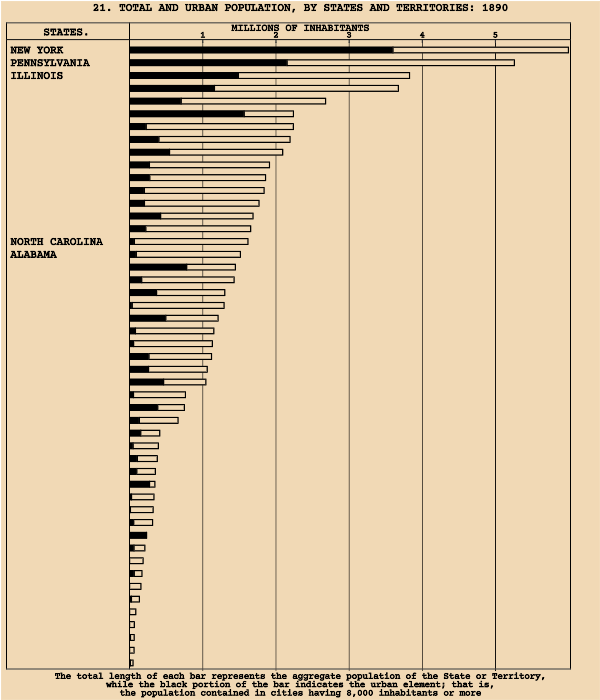 21. TOTAL AND URBAN POPULATION, BY STATES AND TERRITORIES: 1890
STATES.
MILLIONS OF INHABITANTS
1 2 3 4 5
NEW YORK
PENNSYLVANIA
ILLINOIS
NORTH CAROLINA
ALABAMA
The total length of each bar represents the aggregate population of the State or Territory,
while the black portion of the bar indicates the urban element; that is,
the population contained in cities having 8,000 inhabitants or more